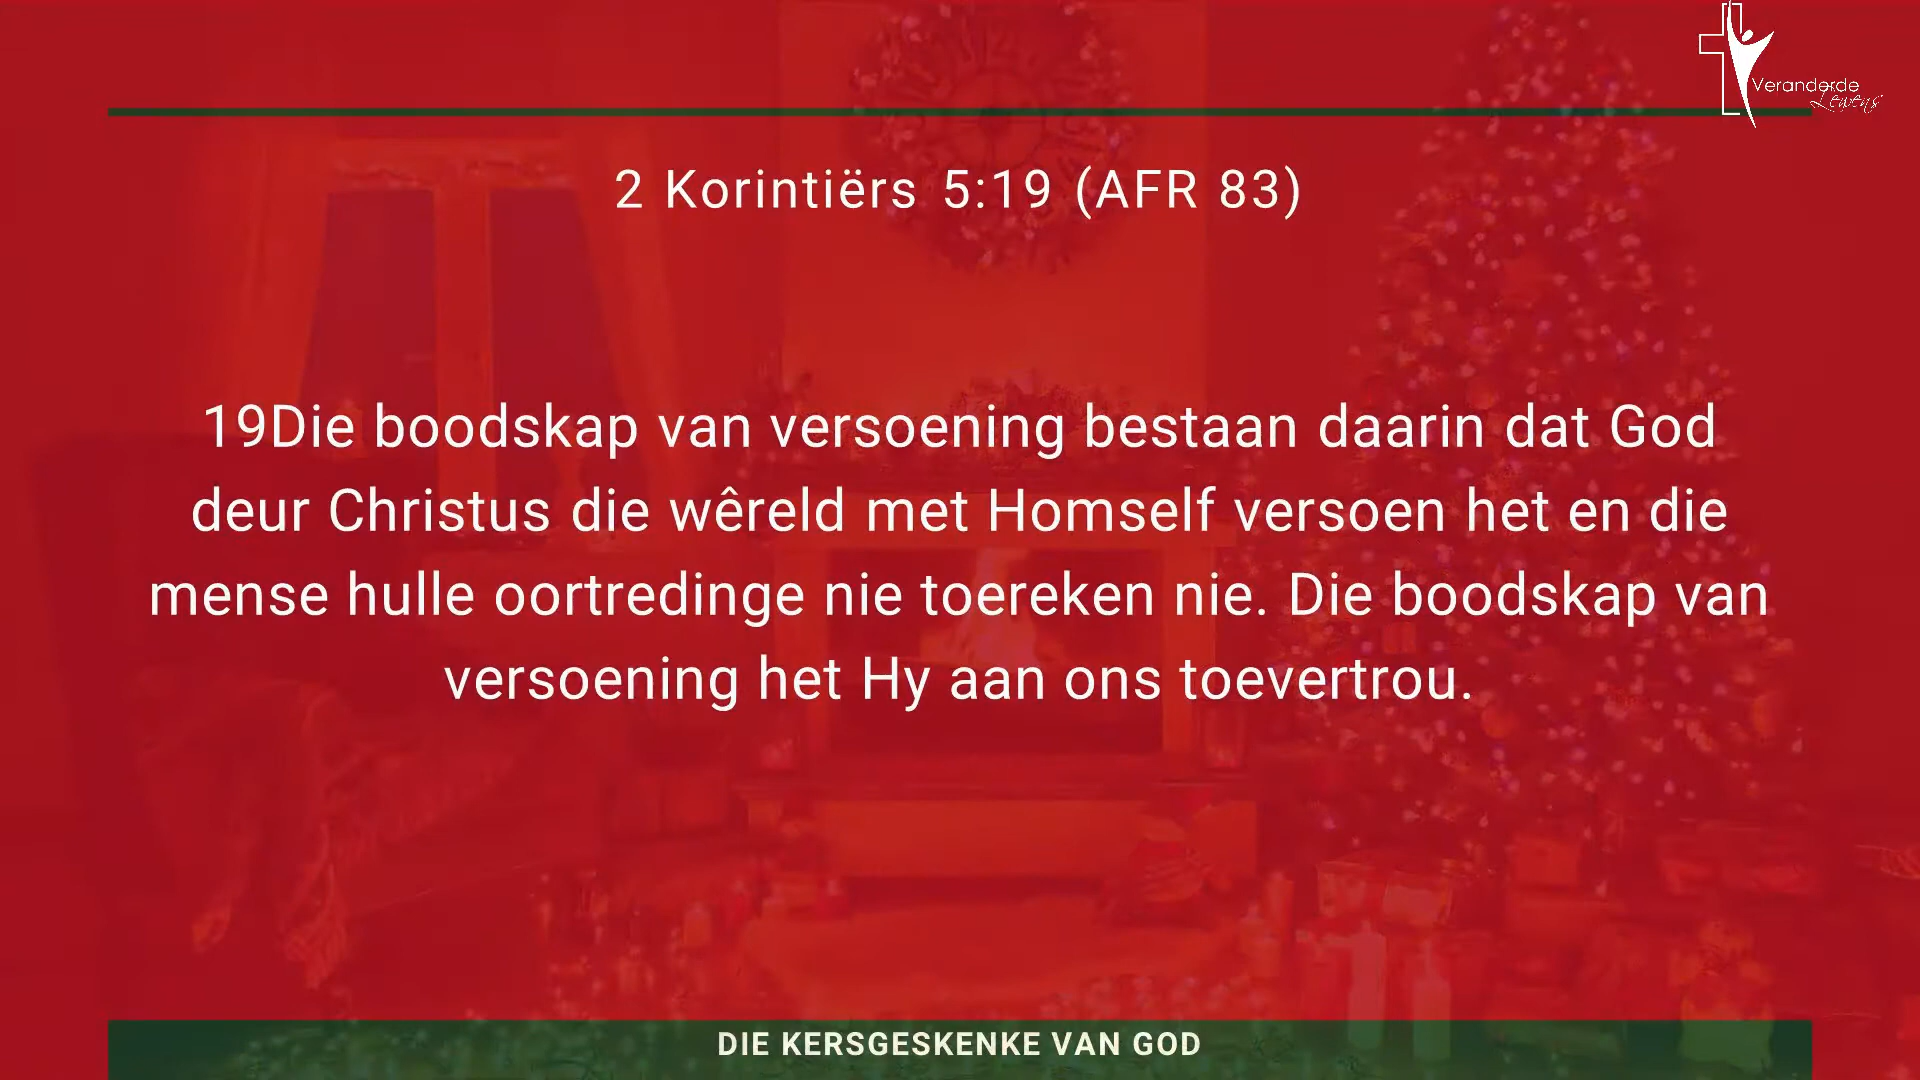 Veranderde
Lewens
2 Korintiërs 5:19 (AFR 83)
19Die boodskap van versoening bestaan daarin dat God
deur Christus die wêreld met Homself versoen het en die
mense hulle oortredinge nie toereken nie. Die boodskap van
versoening het Hy aan ons toevertrou.
DIE KERSGESKENKE VAN GOD